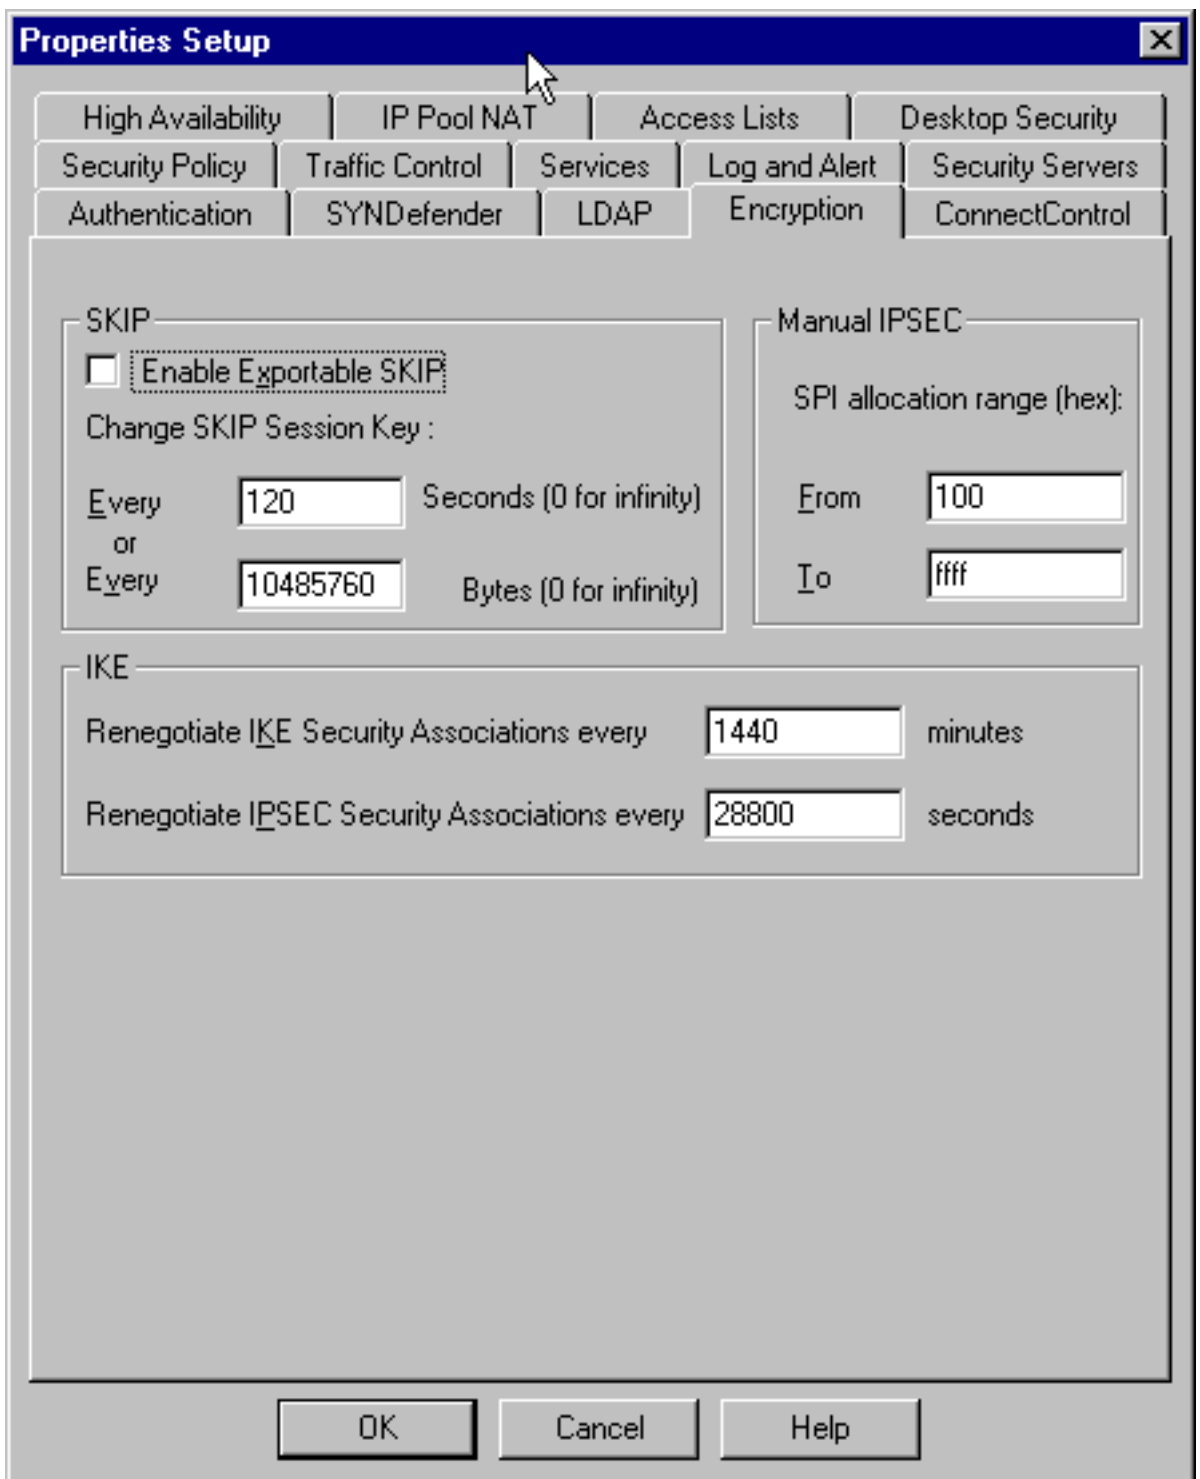 Properties Setup
High Availability
IP Pool NAT
Access Lists
Desktop Security
Security Policy
Traffic Control
Services
Log and Alert
Security Servers
Authentication
SYNDefender
LDAP
Encryption
ConnectControl
SKIP
Enable Exportable SKIP
Change SKIP Session Key :
Every 120 Seconds (0 for infinity)
or
Every 10485760 Bytes (0 for infinity)
Manual IPSEC
SPI allocation range (hex):
From 100
To ffff
IKE
Renegotiate IKE Security Associations every 1440 minutes
Renegotiate IPSEC Security Associations every 28800 seconds
OK
Cancel
Help